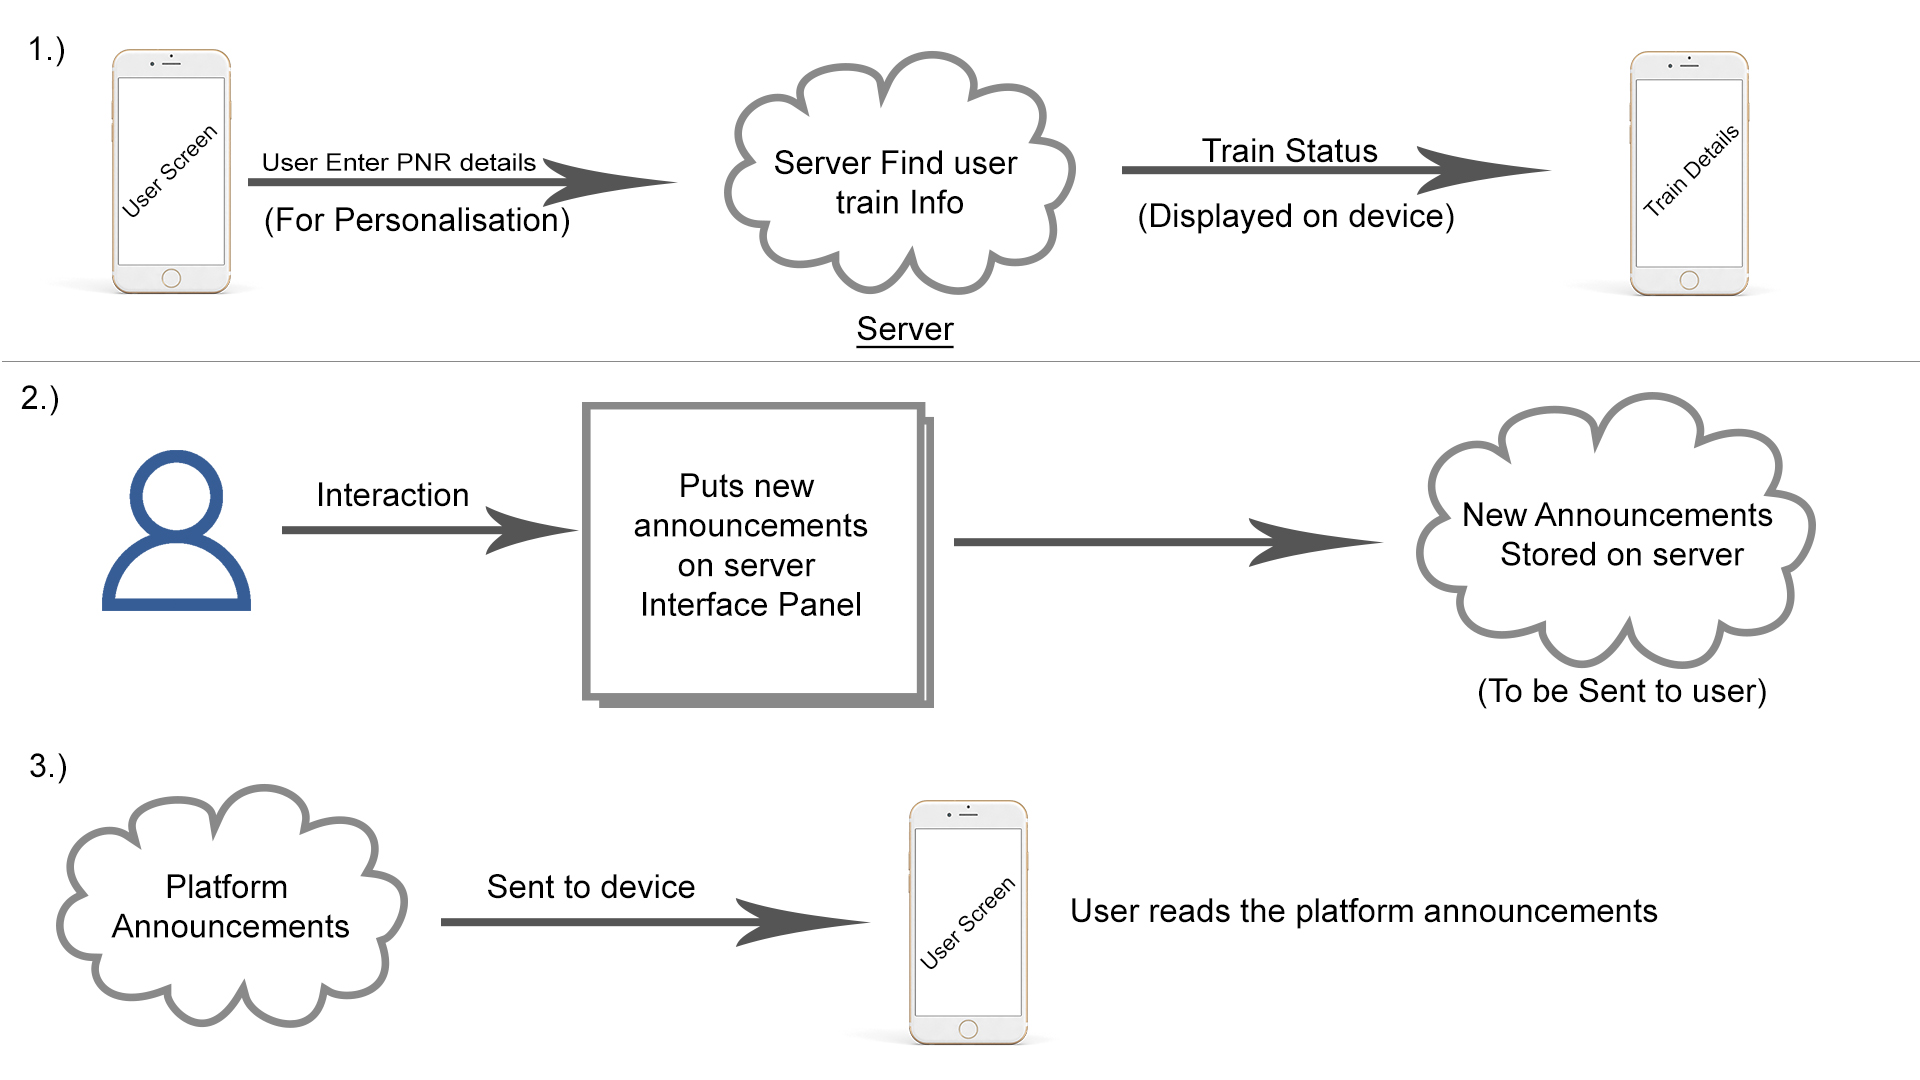 1.)
User Screen
User Enter PNR details
(For Personalisation)
Server Find user
train Info
Server
Train Status
(Displayed on device)
Train Details
2.)
Interaction
Puts new
announcements
on server
Interface Panel
New Announcements
Stored on server
(To be Sent to user)
3.)
Platform
Announcements
Sent to device
User Screen
User reads the platform announcements